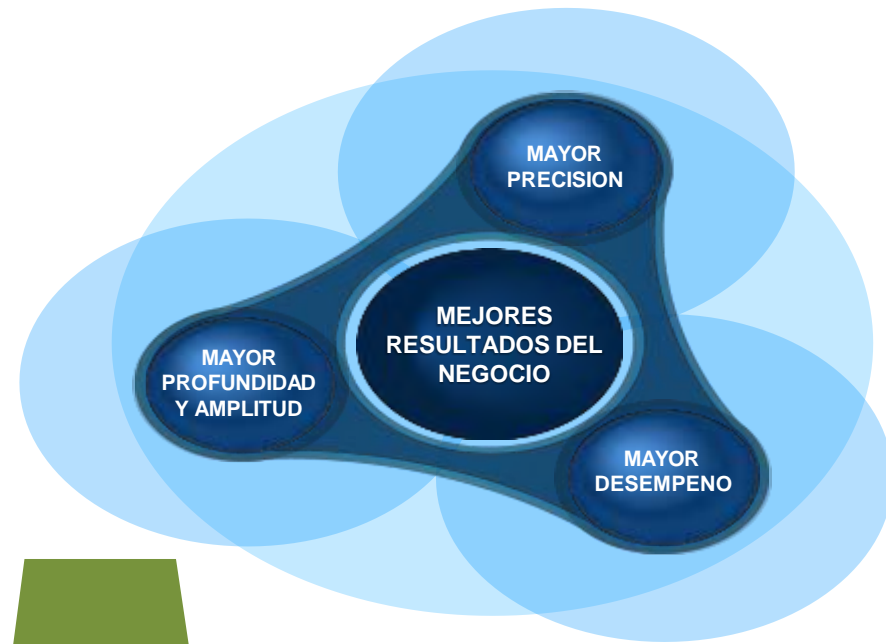 MAYOR
PRECISION
MEJORES
RESULTADOS DEL
NEGOCIO
MAYOR
PROFUNDIDAD
Y AMPLITUD
MAYOR
DESEMPENO